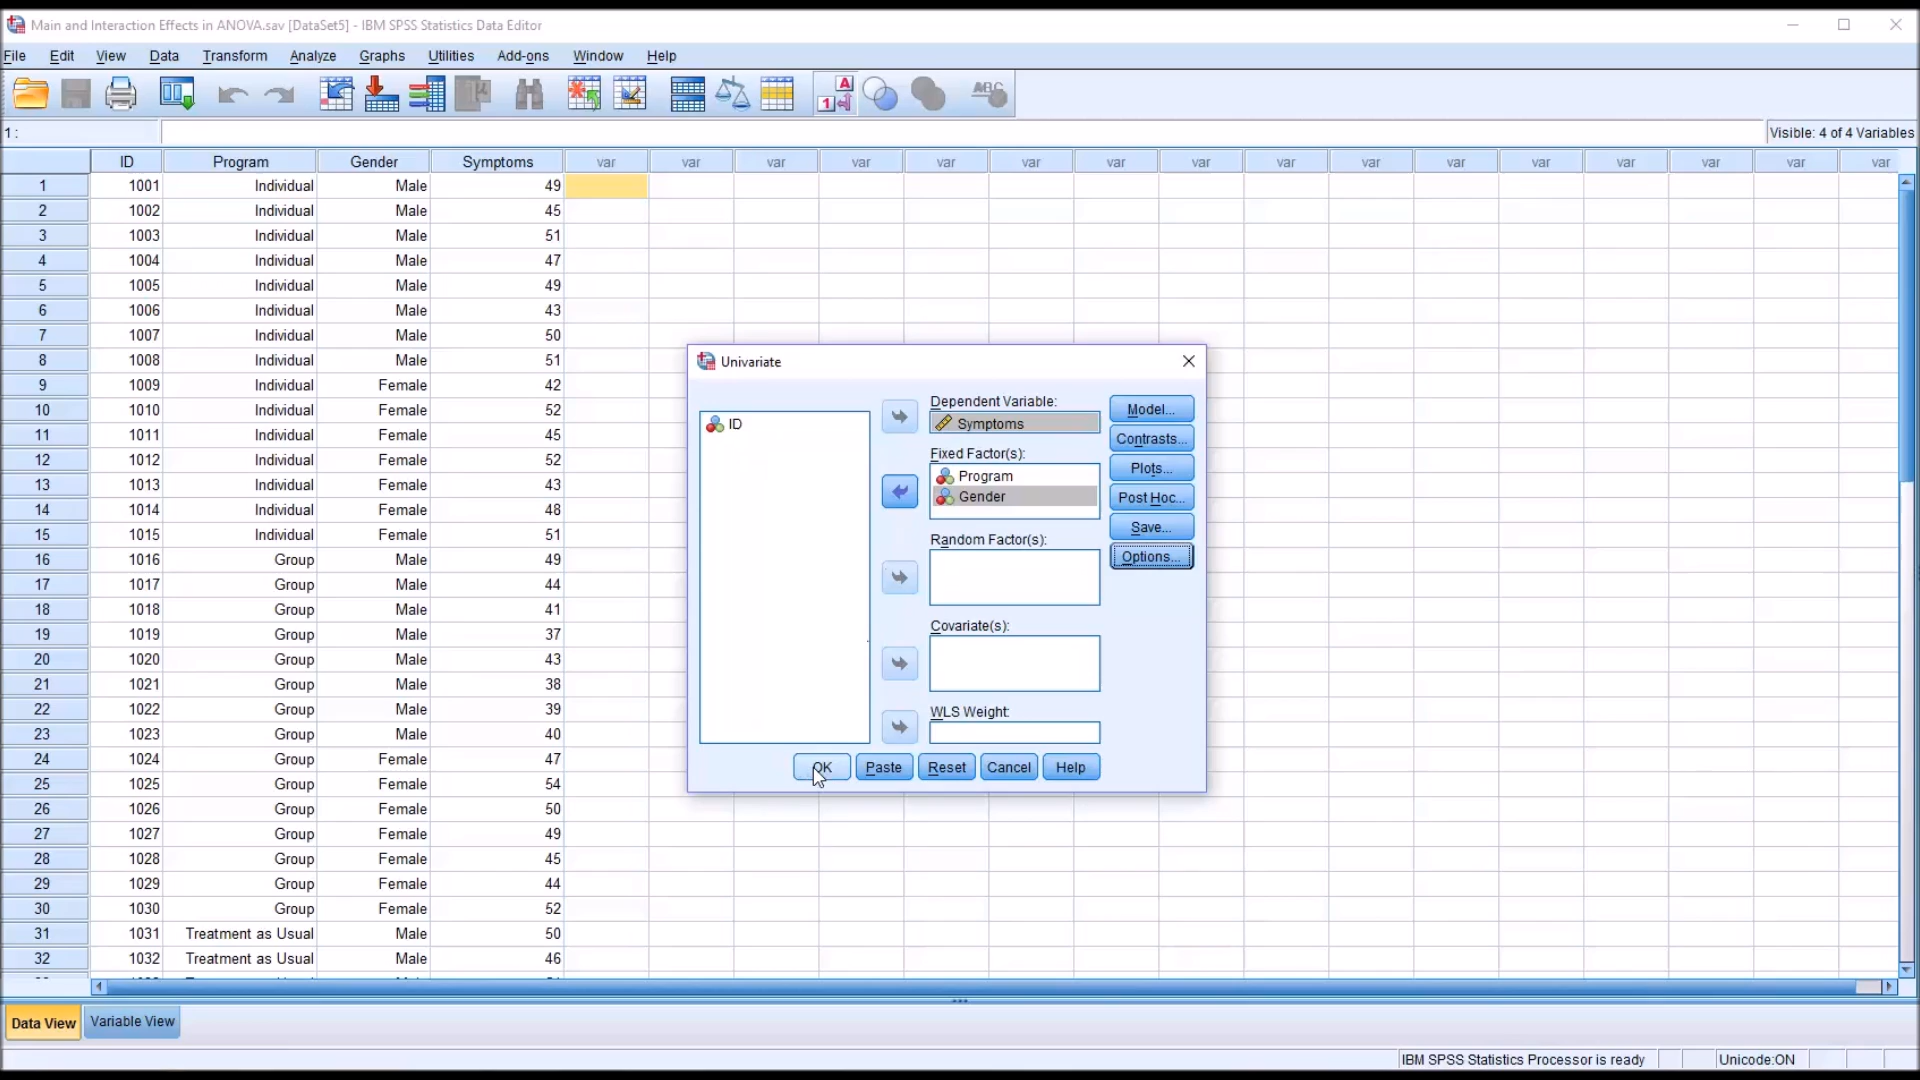 Main and Interaction Effects in ANOVA.sav [DataSet5] - IBM SPSS Statistics Data Editor
File Edit View Data Transform Analyze Graphs Utilities Add-ons Window Help
A
1
ABC
1 :
Visible: 4 of 4 Variables
ID Program Gender Symptoms var var var var var var var var var var var var var var var var
1 1001 Individual Male 49
2 1002 Individual Male 45
3 1003 Individual Male 51
4 1004 Individual Male 47
5 1005 Individual Male 49
6 1006 Individual Male 43
7 1007 Individual Male 50
8 1008 Individual Male 51
9 1009 Individual Female 42
10 1010 Individual Female 52
11 1011 Individual Female 45
12 1012 Individual Female 52
13 1013 Individual Female 43
14 1014 Individual Female 48
15 1015 Individual Female 51
16 1016 Group Male 49
17 1017 Group Male 44
18 1018 Group Male 41
19 1019 Group Male 37
20 1020 Group Male 43
21 1021 Group Male 38
22 1022 Group Male 39
23 1023 Group Male 40
24 1024 Group Female 47
25 1025 Group Female 54
26 1026 Group Female 50
27 1027 Group Female 49
28 1028 Group Female 45
29 1029 Group Female 44
30 1030 Group Female 52
31 1031 Treatment as Usual Male 50
32 1032 Treatment as Usual Male 46
Univariate
ID
Dependent Variable:
Symptoms
Fixed Factor(s):
Program
Gender
Random Factor(s):
Covariate(s):
WLS Weight:
Model...
Contrasts...
Plots...
Post Hoc...
Save...
Options...
OK Paste Reset Cancel Help
Data View Variable View
IBM SPSS Statistics Processor is ready Unicode:ON